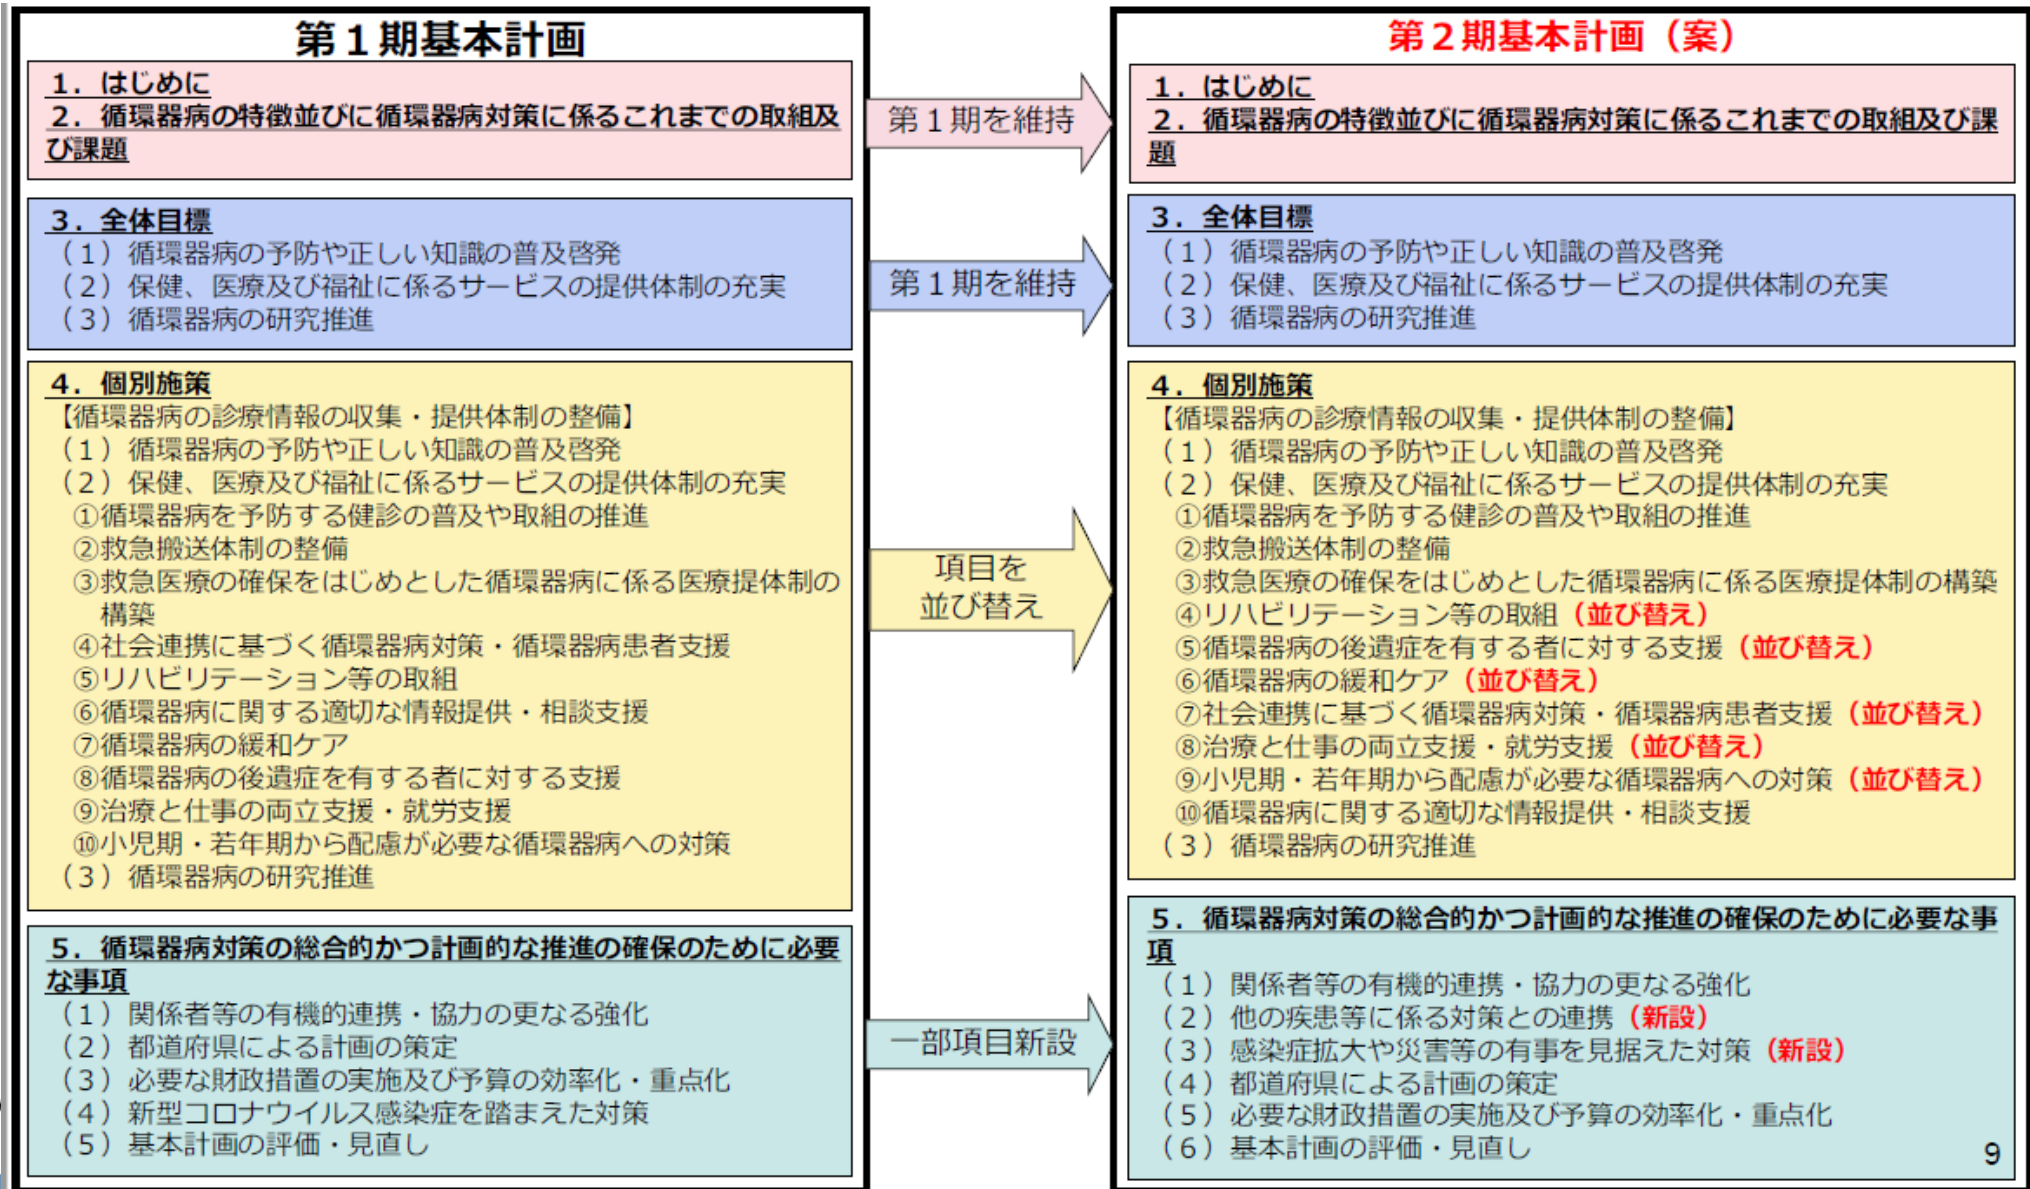 第１期基本計画
１．はじめに
２．循環器病の特徴並びに循環器病対策に係るこれまでの取組及
び課題
３．全体目標
（１）循環器病の予防や正しい知識の普及啓発
（２）保健、医療及び福祉に係るサービスの提供体制の充実
（３）循環器病の研究推進
４．個別施策
【循環器病の診療情報の収集・提供体制の整備】
（１）循環器病の予防や正しい知識の普及啓発
（２）保健、医療及び福祉に係るサービスの提供体制の充実
①循環器病を予防する健診の普及や取組の推進
②救急搬送体制の整備
③救急医療の確保をはじめとした循環器病に係る医療提体制の
構築
④社会連携に基づく循環器病対策・循環器病患者支援
⑤リハビリテーション等の取組
⑥循環器病に関する適切な情報提供・相談支援
⑦循環器病の緩和ケア
⑧循環器病の後遺症を有する者に対する支援
⑨治療と仕事の両立支援・就労支援
⑩小児期・若年期から配慮が必要な循環器病への対策
（３）循環器病の研究推進
５．循環器病対策の総合的かつ計画的な推進の確保のために必要
な事項
（１）関係者等の有機的連携・協力の更なる強化
（２）都道府県による計画の策定
（３）必要な財政措置の実施及び予算の効率化・重点化
（４）新型コロナウイルス感染症を踏まえた対策
（５）基本計画の評価・見直し
第１期を維持
第１期を維持
項目を
並び替え
一部項目新設
第２期基本計画（案）
１．はじめに
２．循環器病の特徴並びに循環器病対策に係るこれまでの取組及び課
題
３．全体目標
（１）循環器病の予防や正しい知識の普及啓発
（２）保健、医療及び福祉に係るサービスの提供体制の充実
（３）循環器病の研究推進
４．個別施策
【循環器病の診療情報の収集・提供体制の整備】
（１）循環器病の予防や正しい知識の普及啓発
（２）保健、医療及び福祉に係るサービスの提供体制の充実
①循環器病を予防する健診の普及や取組の推進
②救急搬送体制の整備
③救急医療の確保をはじめとした循環器病に係る医療提体制の構築
④リハビリテーション等の取組（並び替え）
⑤循環器病の後遺症を有する者に対する支援（並び替え）
⑥循環器病の緩和ケア（並び替え）
⑦社会連携に基づく循環器病対策・循環器病患者支援（並び替え）
⑧治療と仕事の両立支援・就労支援（並び替え）
⑨小児期・若年期から配慮が必要な循環器病への対策（並び替え）
⑩循環器病に関する適切な情報提供・相談支援
（３）循環器病の研究推進
５．循環器病対策の総合的かつ計画的な推進の確保のために必要な事
項
（１）関係者等の有機的連携・協力の更なる強化
（２）他の疾患等に係る対策との連携（新設）
（３）感染症拡大や災害等の有事を見据えた対策（新設）
（４）都道府県による計画の策定
（５）必要な財政措置の実施及び予算の効率化・重点化
（６）基本計画の評価・見直し
9